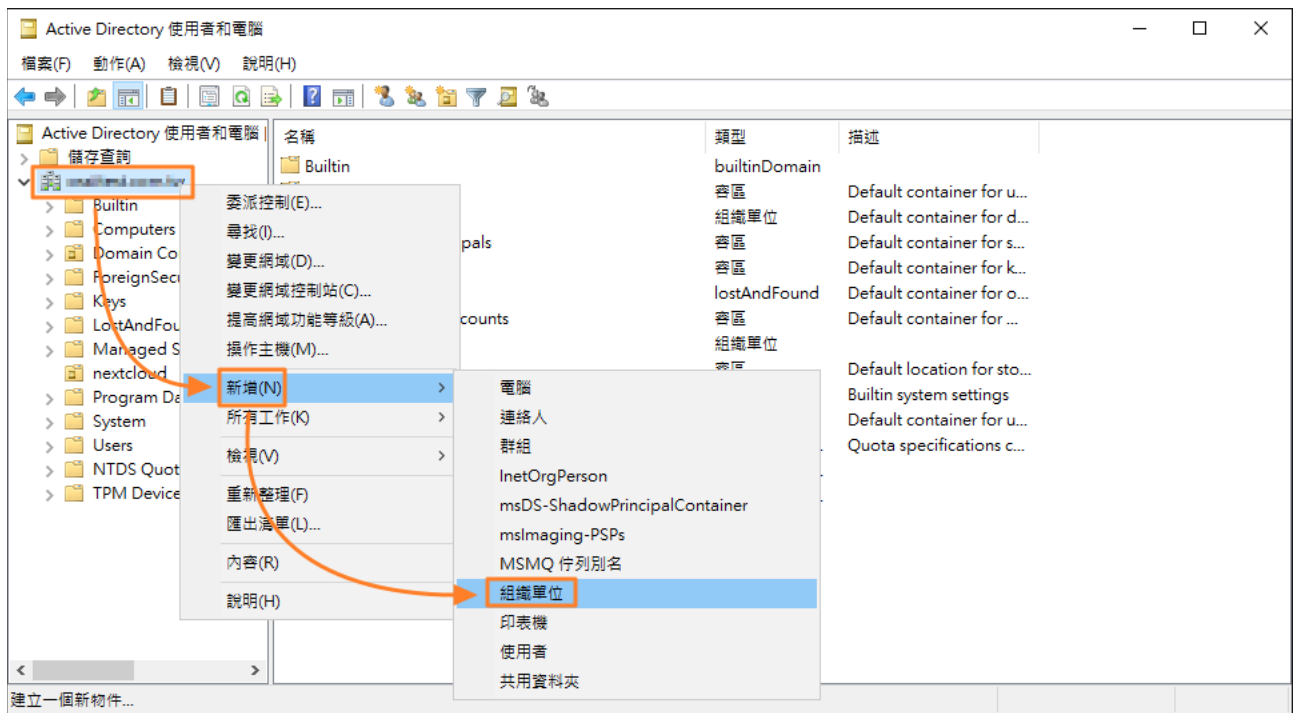 Active Directory 使用者和電腦
檔案(F) 動作(A) 檢視(V) 說明(H)
Active Directory 使用者和電腦
儲存查詢
Builtin
Computers
Domain Co
ForeignSecu
Keys
LostAndFou
Managed S
nextcloud
Program Da
System
Users
NTDS Quot
TPM Device
名稱 類型 描述
Builtin builtinDomain
容區 Default container for u...
組織單位 Default container for d...
pals 容區 Default container for s...
容區 Default container for k...
lostAndFound Default container for o...
counts 容區 Default container for ...
組織單位
容區 Default location for sto...
Builtin system settings
Default container for u...
Quota specifications c...
委派控制(E)...
尋找(I)...
變更網域(D)...
變更網域控制站(C)...
提高網域功能等級(A)...
操作主機(M)...
新增(N)
所有工作(K)
檢視(V)
重新整理(F)
匯出清單(L)...
內容(R)
說明(H)
電腦
連絡人
群組
InetOrgPerson
msDS-ShadowPrincipalContainer
msImaging-PSPs
MSMQ 佇列別名
組織單位
印表機
使用者
共用資料夾
建立一個新物件...